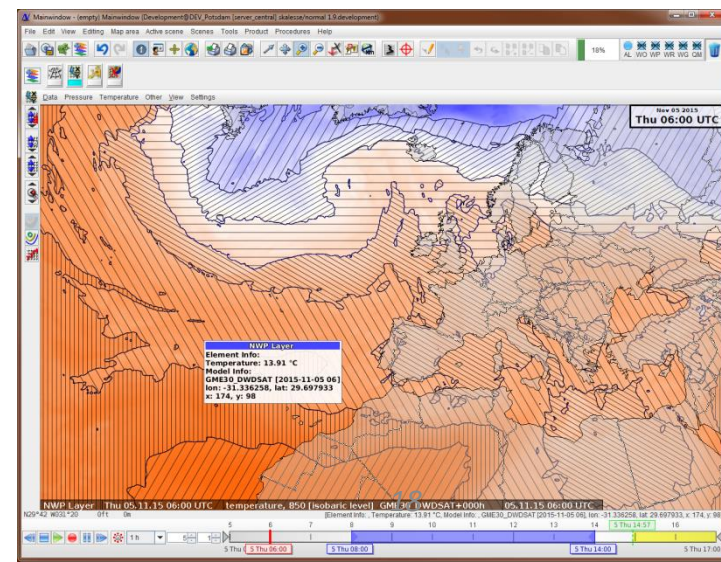 Mainwindow - (empty) Mainwindow (Development@DEV_Potsdam [server_central] skalesse/normal 1.9.development)
File Edit View Editing Map area Active scene Scenes Tools Product Procedures Help
18% AL WO WP WR WG QM
Data Pressure Temperature Other View Settings
Nov 05 2015
Thu 06:00 UTC
NWP Layer
Element Info:
Temperature: 13.91 °C
Model Info:
GME30_DWDSAT [2015-11-05 06]
lon: -31.336258, lat: 29.697933
x: 174, y: 98
18
NWP Layer Thu 05.11.15 06:00 UTC temperature, 850 [isobaric level] GME30_DWDSAT+000h 05.11.15 06:00 UTC
N29°42 W031°20 0ft 0m [Element Info: , Temperature: 13.91 °C, Model Info: , GME30_DWDSAT [2015-11-05 06], lon: -31.336258, lat: 29.697933, x: 174, y: 98
5 6 7 8 9 10 11 12 13 14 5 Thu 14:57 16
1 h 5 1
5 Thu 5 Thu 06:00 5 Thu 08:00 5 Thu 14:00 5 Thu 17:00